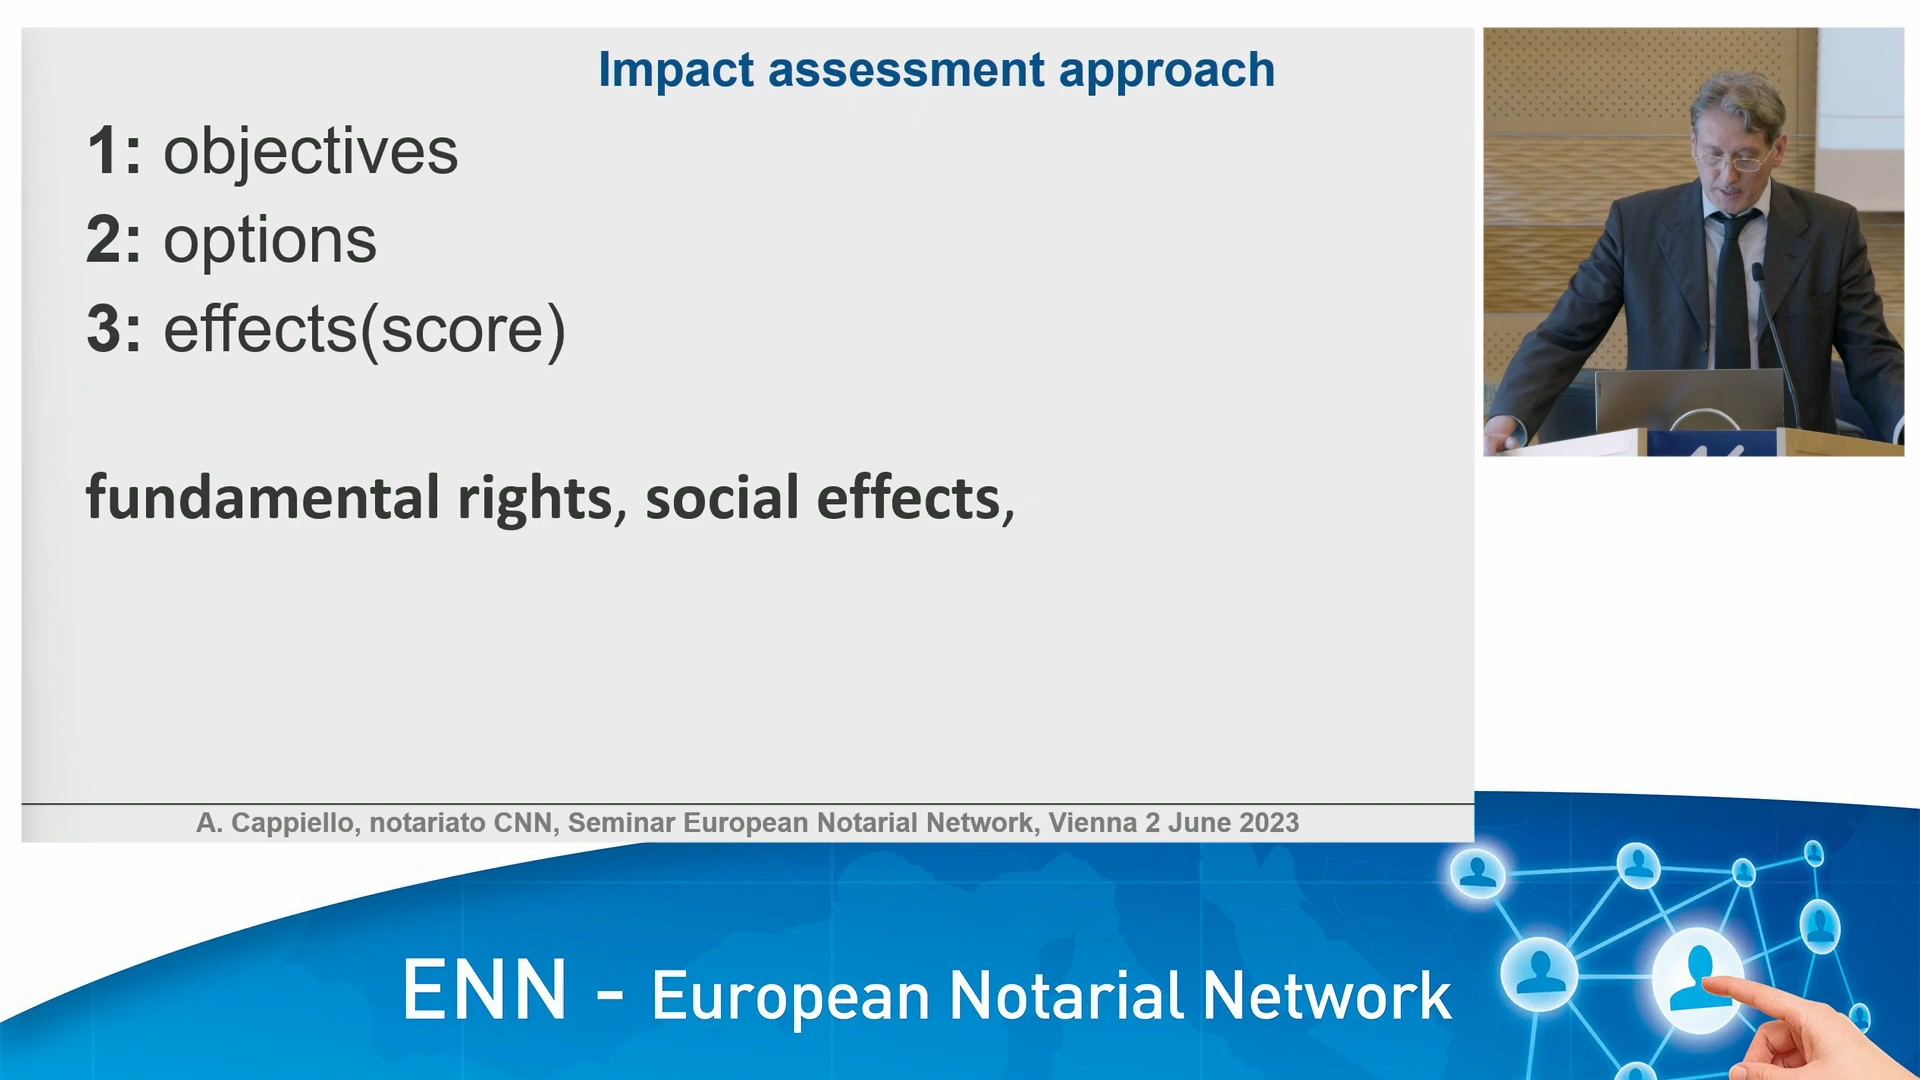 Impact assessment approach
1: objectives
2: options
3: effects(score)
fundamental rights, social effects,
A. Cappiello, notariato CNN, Seminar European Notarial Network, Vienna 2 June 2023
ENN - European Notarial Network